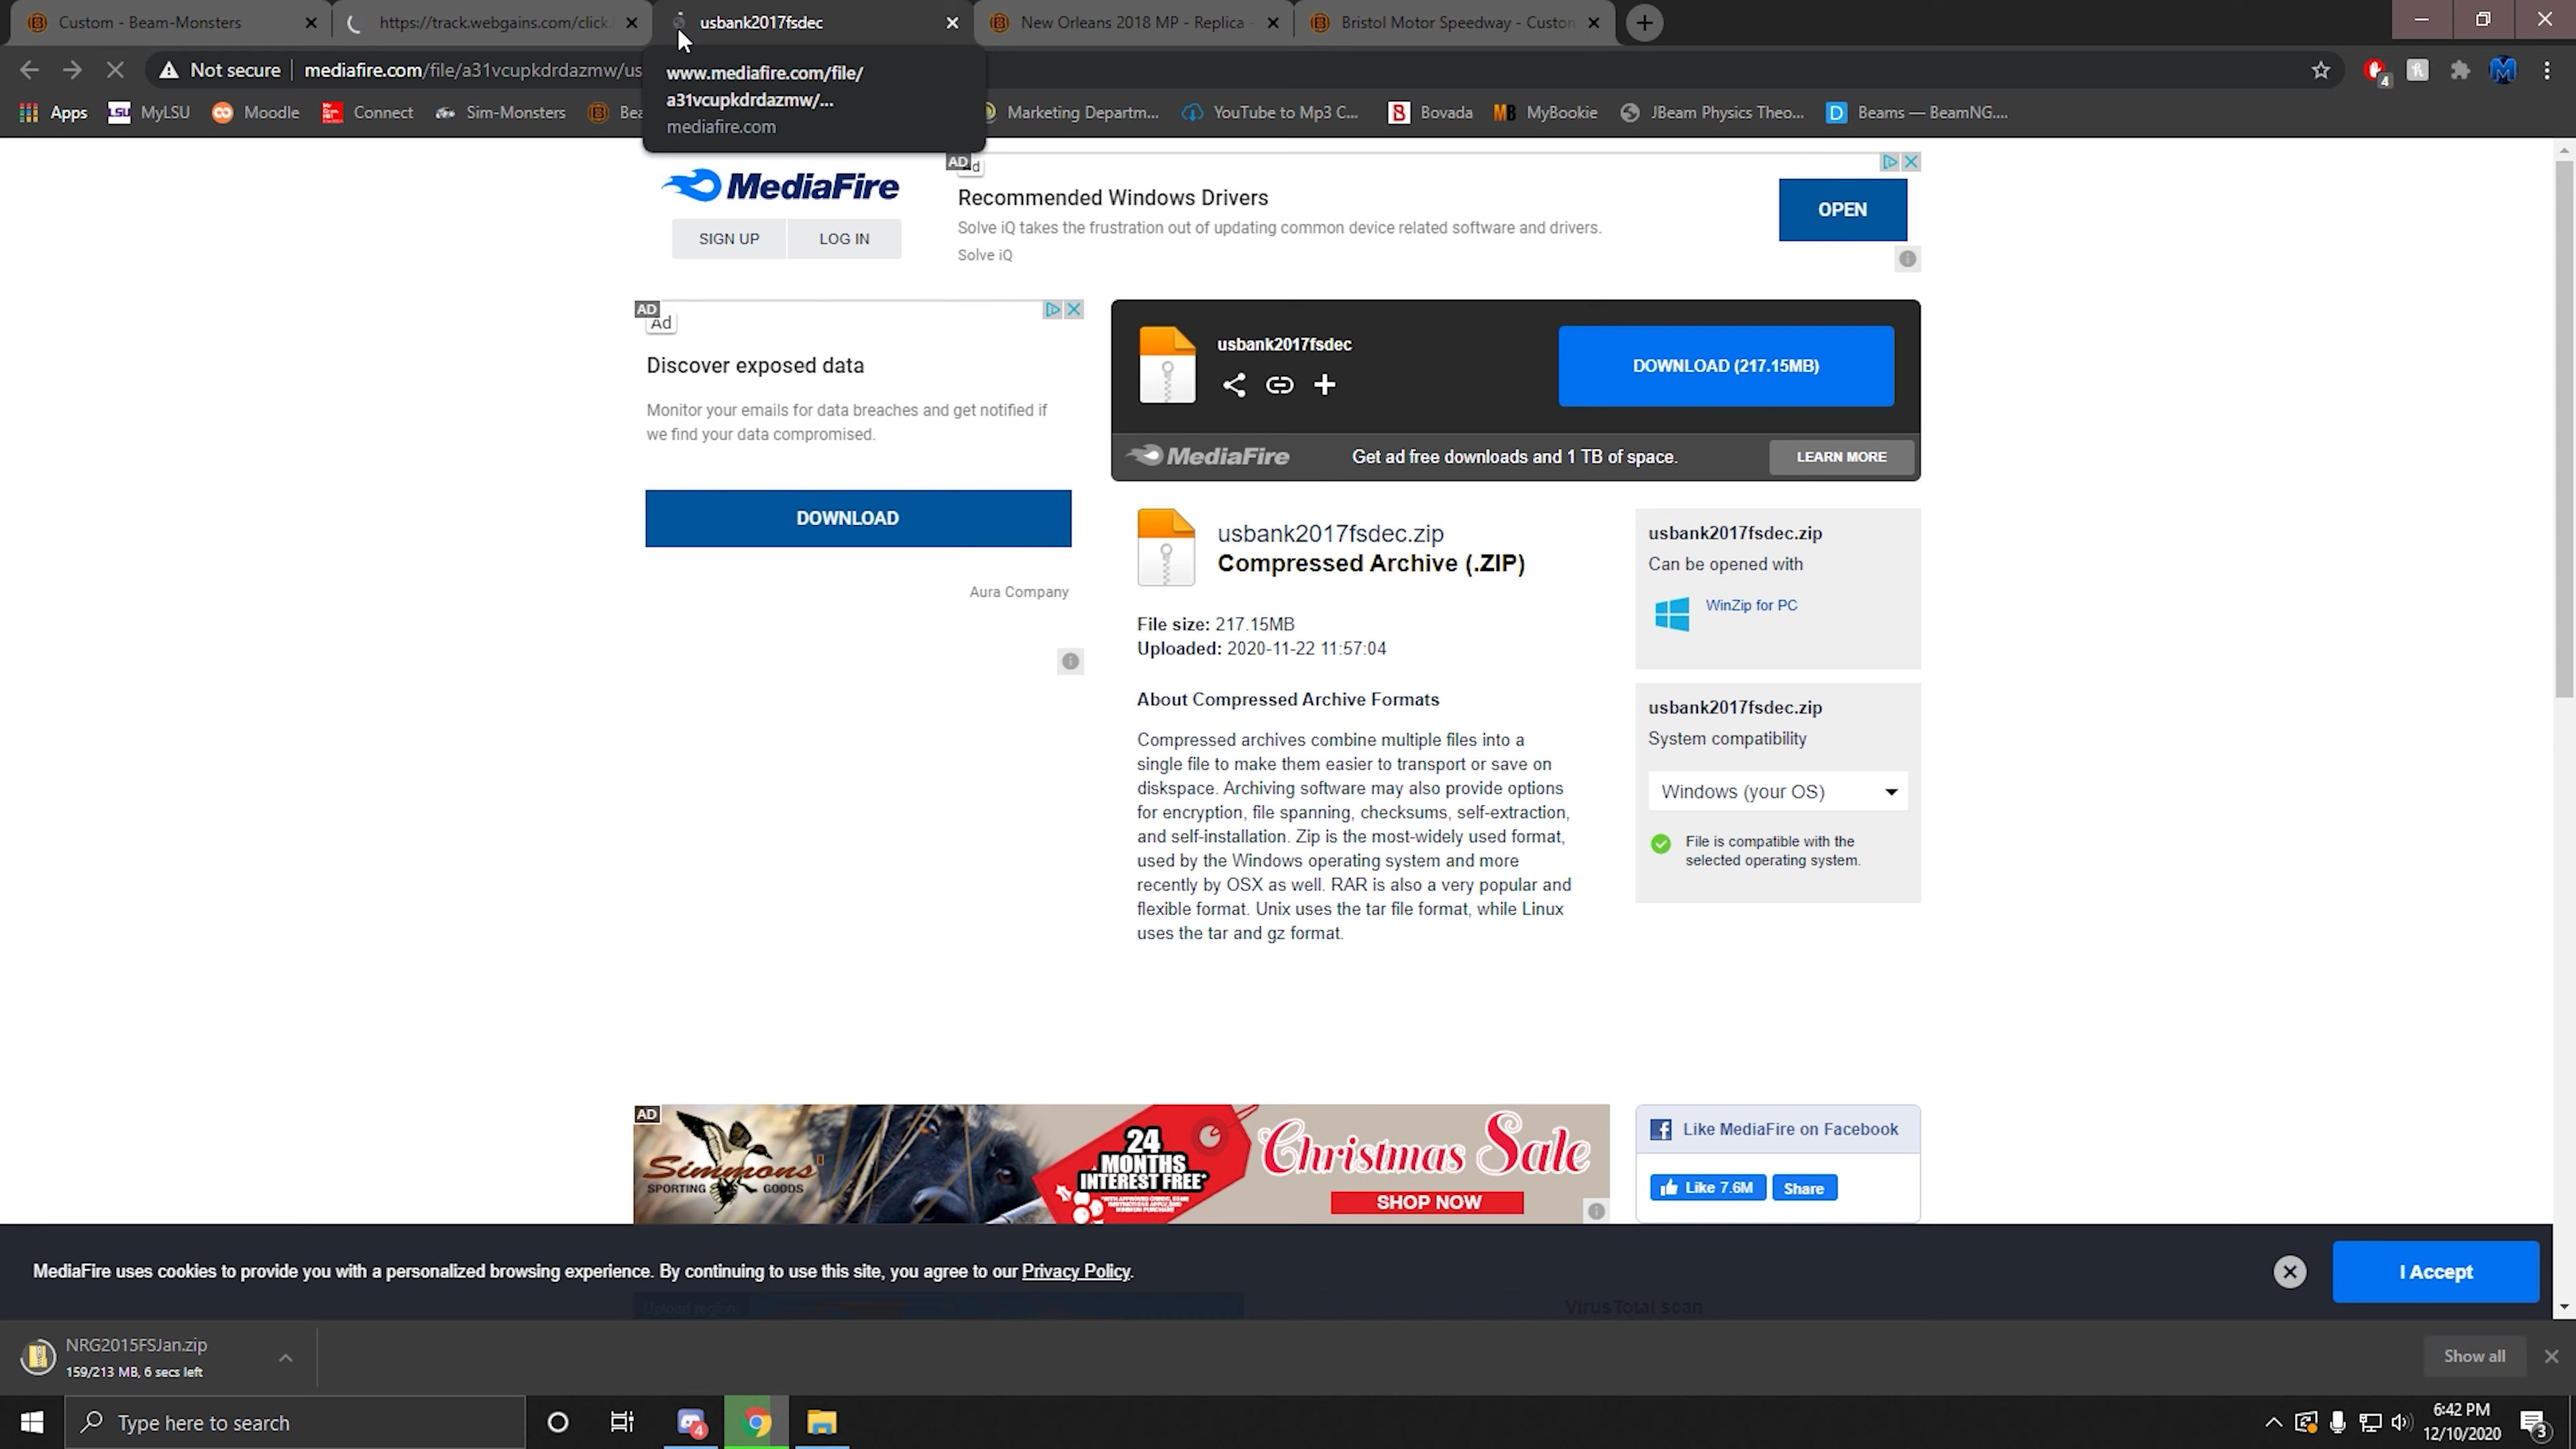 Custom - Beam-Monsters
https://track.webgains.com/click.
usbank2017fsdec
New Orleans 2018 MP - Replica -
Bristol Motor Speedway - Custom
Not secure
mediafire.com/file/a31vcupkdrdazmw/us
www.mediafire.com/file/
a31vcupkdrdazmw/...
mediafire.com
4
Apps
MyLSU
Moodle
Connect
Sim-Monsters
Bea
Marketing Departm...
YouTube to Mp3 C...
Bovada
MyBookie
JBeam Physics Theo...
Beams — BeamNG....
MediaFire
SIGN UP
LOG IN
AD
Recommended Windows Drivers
Solve iQ takes the frustration out of updating common device related software and drivers.
Solve iQ
OPEN
AD
Ad
Discover exposed data
Monitor your emails for data breaches and get notified if
we find your data compromised.
DOWNLOAD
Aura Company
usbank2017fsdec
DOWNLOAD (217.15MB)
MediaFire
Get ad free downloads and 1 TB of space.
LEARN MORE
usbank2017fsdec.zip
Compressed Archive (.ZIP)
File size: 217.15MB
Uploaded: 2020-11-22 11:57:04
About Compressed Archive Formats
Compressed archives combine multiple files into a
single file to make them easier to transport or save on
diskspace. Archiving software may also provide options
for encryption, file spanning, checksums, self-extraction,
and self-installation. Zip is the most-widely used format,
used by the Windows operating system and more
recently by OSX as well. RAR is also a very popular and
flexible format. Unix uses the tar file format, while Linux
uses the tar and gz format.
usbank2017fsdec.zip
Can be opened with
WinZip for PC
usbank2017fsdec.zip
System compatibility
Windows (your OS)
File is compatible with the
selected operating system.
AD
Simmons'
SPORTING GOODS
24
MONTHS
INTEREST FREE*
Christmas Sale
SHOP NOW
Like MediaFire on Facebook
Like 7.6M
Share
MediaFire uses cookies to provide you with a personalized browsing experience. By continuing to use this site, you agree to our Privacy Policy.
I Accept
Upload region:
VirusTotal scan
NRG2015FSJan.zip
159/213 MB, 6 secs left
Show all
Type here to search
4
6:42 PM
12/10/2020
3